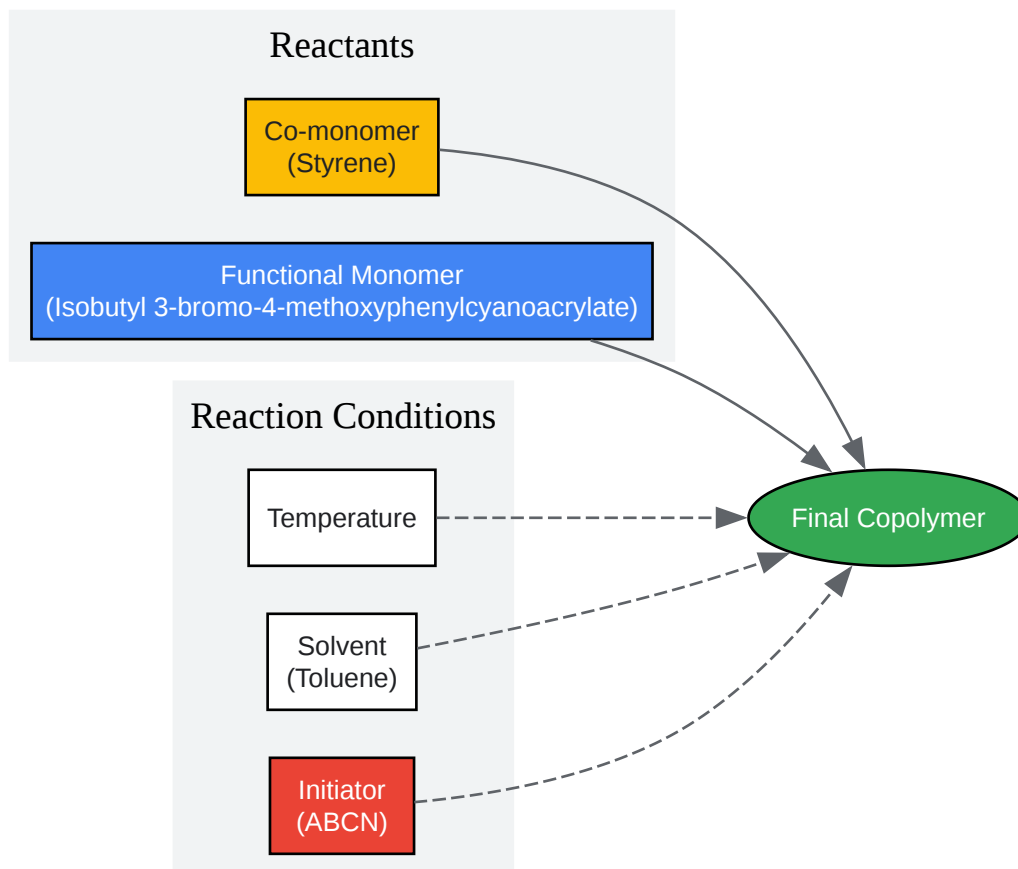 Reactants
Co-monomer
(Styrene)
Functional Monomer
(Isobutyl 3-bromo-4-methoxyphenylcyanoacrylate)
Reaction Conditions
Temperature
Final Copolymer
Solvent
(Toluene)
Initiator
(ABCN)